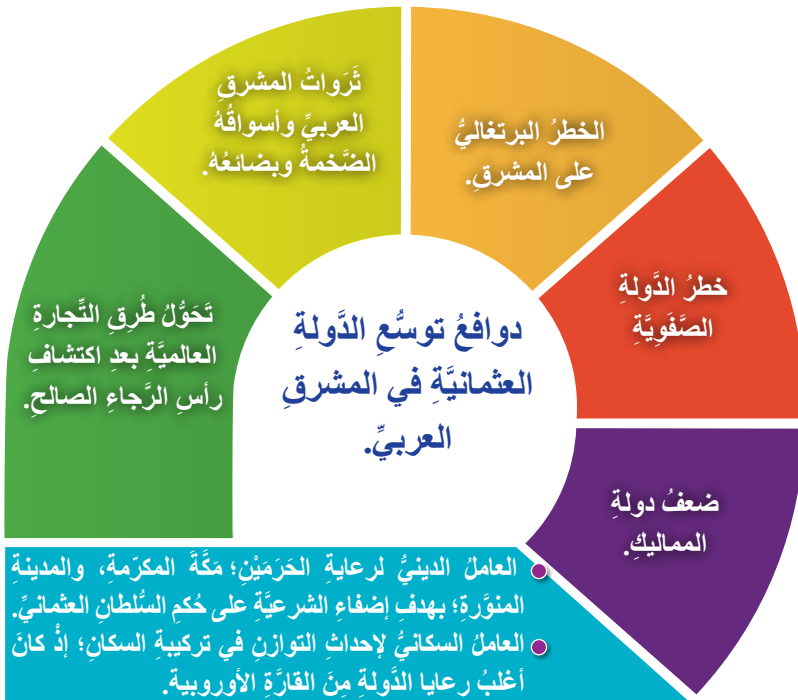 دوافعُ توسُّعِ الدَّولةِ
العثمانيَّةِ في المشرقِ
العربيِّ.
الخطرُ البرتغاليُّ
على المشرقِ.
خطرُ الدَّولةِ
الصَّفَوِيَّةِ
ضعفُ دولةِ
المماليكِ.
العاملُ الدينيُّ لرعايةِ الحَرَمَيْنِ؛ مَكَّةَ المكرّمةِ، والمدينةِ
المنوَّرةِ؛ بهدفِ إضفاءِ الشرعيَّةِ على حُكمِ السُّلطانِ العثمانيِّ.
العاملُ السكانيُّ لإحداثِ التوازنِ في تركيبةِ السكانِ؛ إذْ كانَ
أغلبُ رعايا الدَّولةِ مِنَ القارَّةِ الأوروبية.
تَحَوُّلُ طُرقِ التِّجارةِ
العالميَّةِ بعدِ اكتشافِ
رأسِ الرَّجاءِ الصالحِ.
ثَرَواتُ المشرقِ
العربيِّ وأسواقُهُ
الضَّخمةُ وبضائعُهُ.